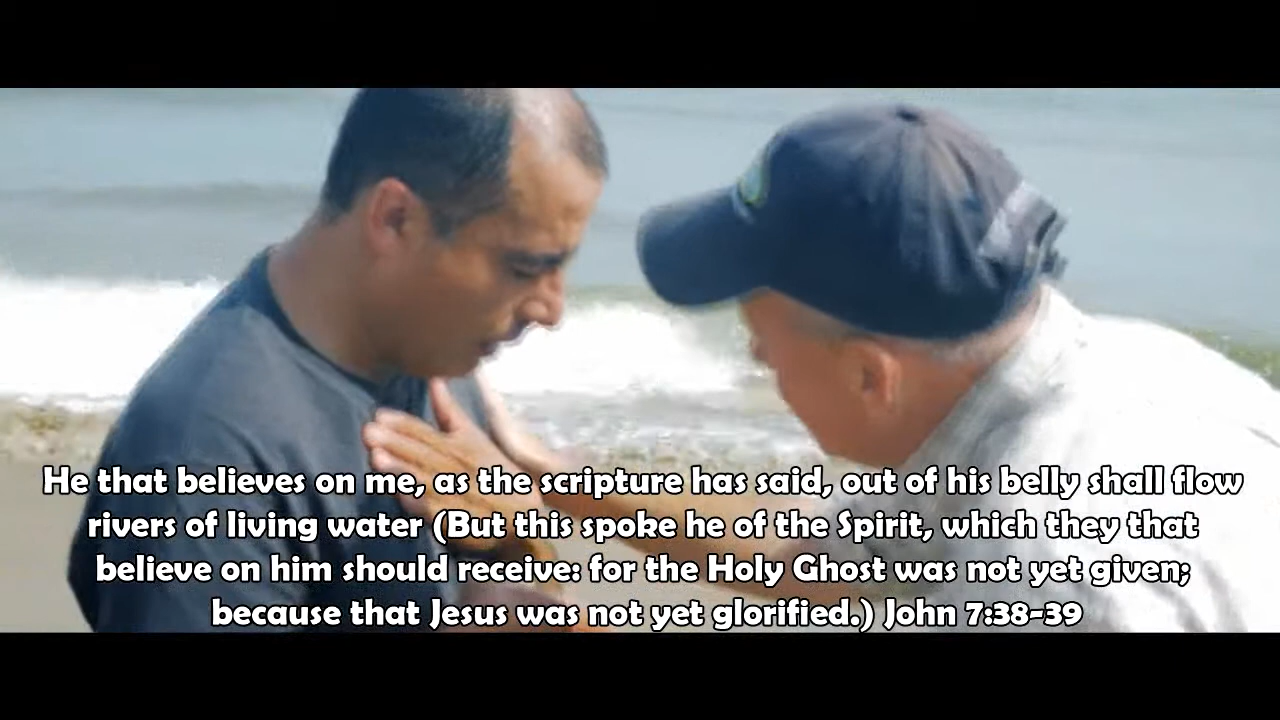 He that believes on me, as the scripture has said, out of his belly shall flow
rivers of living water (But this spoke he of the Spirit, which they that
believe on him should receive: for the Holy Ghost was not yet given;
because that Jesus was not yet glorified.) John 7:38-39